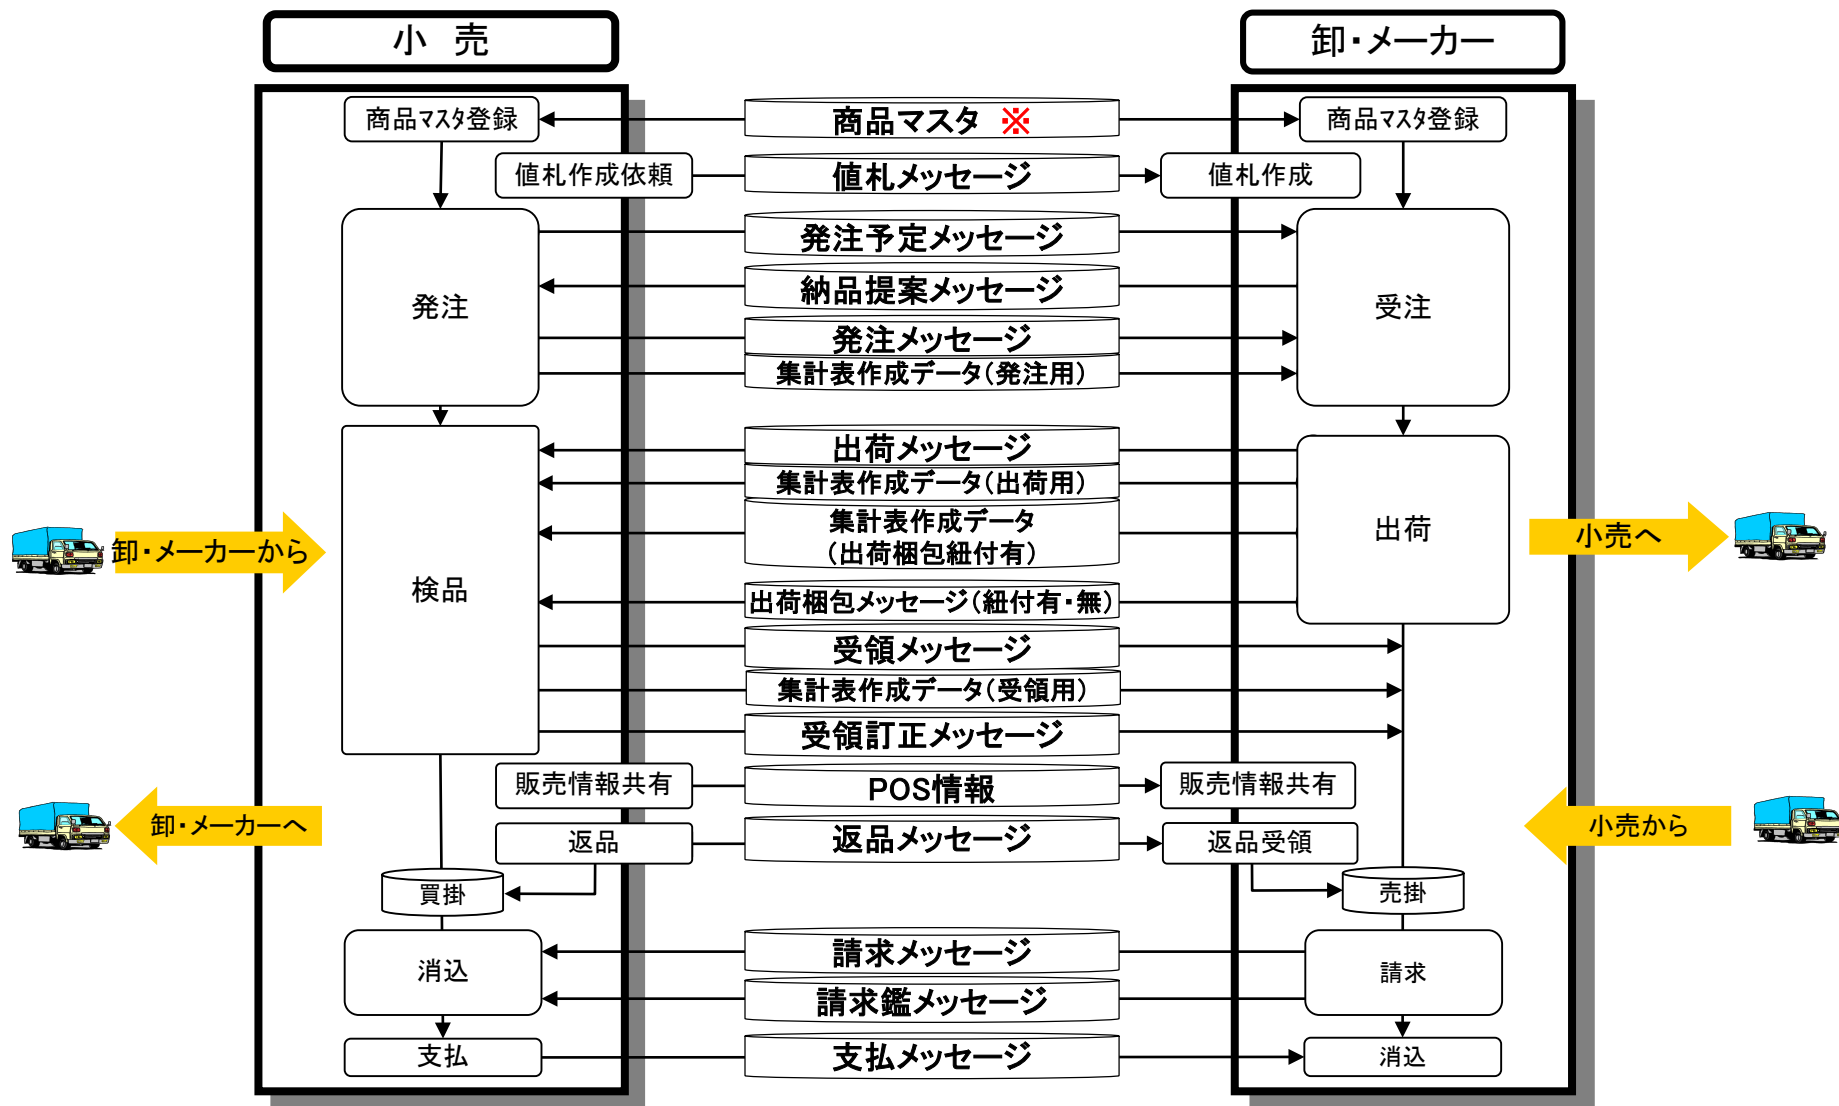 小　売
卸・メーカー
商品マスタ登録
商品マスタ ※
商品マスタ登録
値札作成依頼
値札メッセージ
値札作成
発注予定メッセージ
納品提案メッセージ
発注
受注
発注メッセージ
集計表作成データ(発注用)
出荷メッセージ
集計表作成データ(出荷用)
集計表作成データ
(出荷梱包紐付有)
出荷
卸・メーカーから
小売へ
検品
出荷梱包メッセージ(紐付有・無)
受領メッセージ
集計表作成データ(受領用)
受領訂正メッセージ
販売情報共有
POS情報
販売情報共有
卸・メーカーへ
小売から
返品
返品メッセージ
返品受領
買掛
売掛
請求メッセージ
消込
請求
請求鑑メッセージ
支払
支払メッセージ
消込